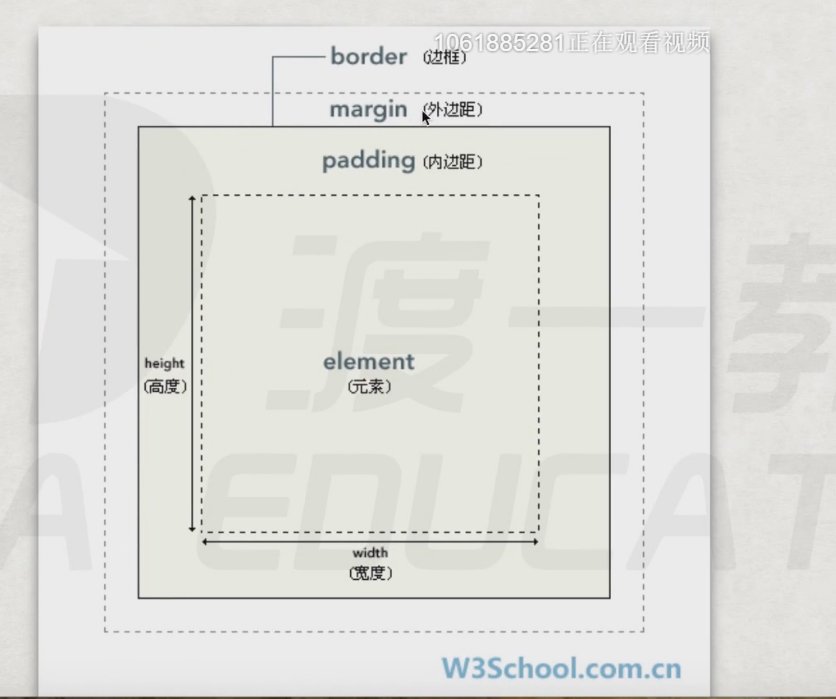 1061885281正在观看视频
border (边框)
margin (外边距)
padding (内边距)
height
(高度)
element
(元素)
width
(宽度)
渡一教
A EDUCAT
W3School.com.cn